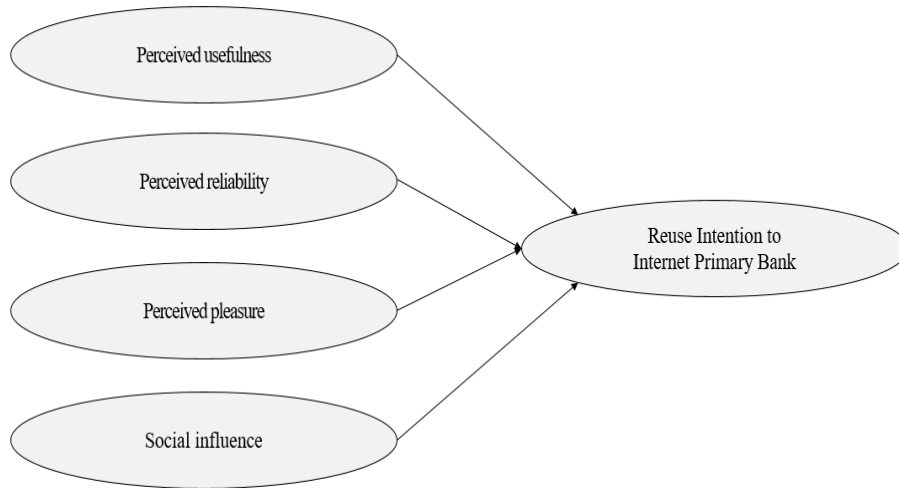 Perceived usefulness
Perceived reliability
Perceived pleasure
Social influence
Reuse Intention to
Internet Primary Bank